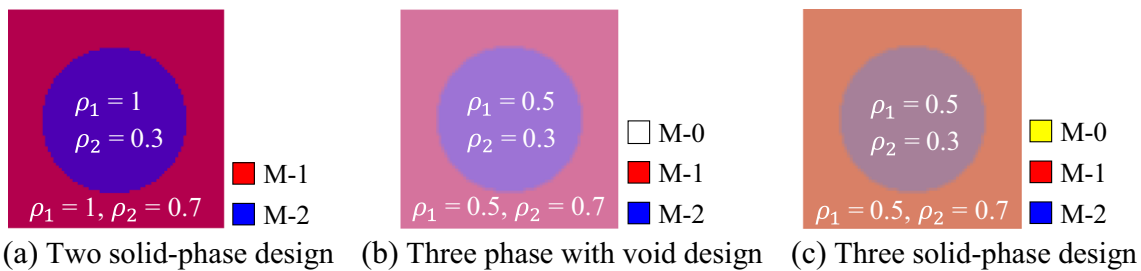 ρ₁ = 1
ρ₂ = 0.3
ρ₁ = 1, ρ₂ = 0.7
M-1
M-2
(a) Two solid-phase design
ρ₁ = 0.5
ρ₂ = 0.3
ρ₁ = 0.5, ρ₂ = 0.7
M-0
M-1
M-2
(b) Three phase with void design
ρ₁ = 0.5
ρ₂ = 0.3
ρ₁ = 0.5, ρ₂ = 0.7
M-0
M-1
M-2
(c) Three solid-phase design